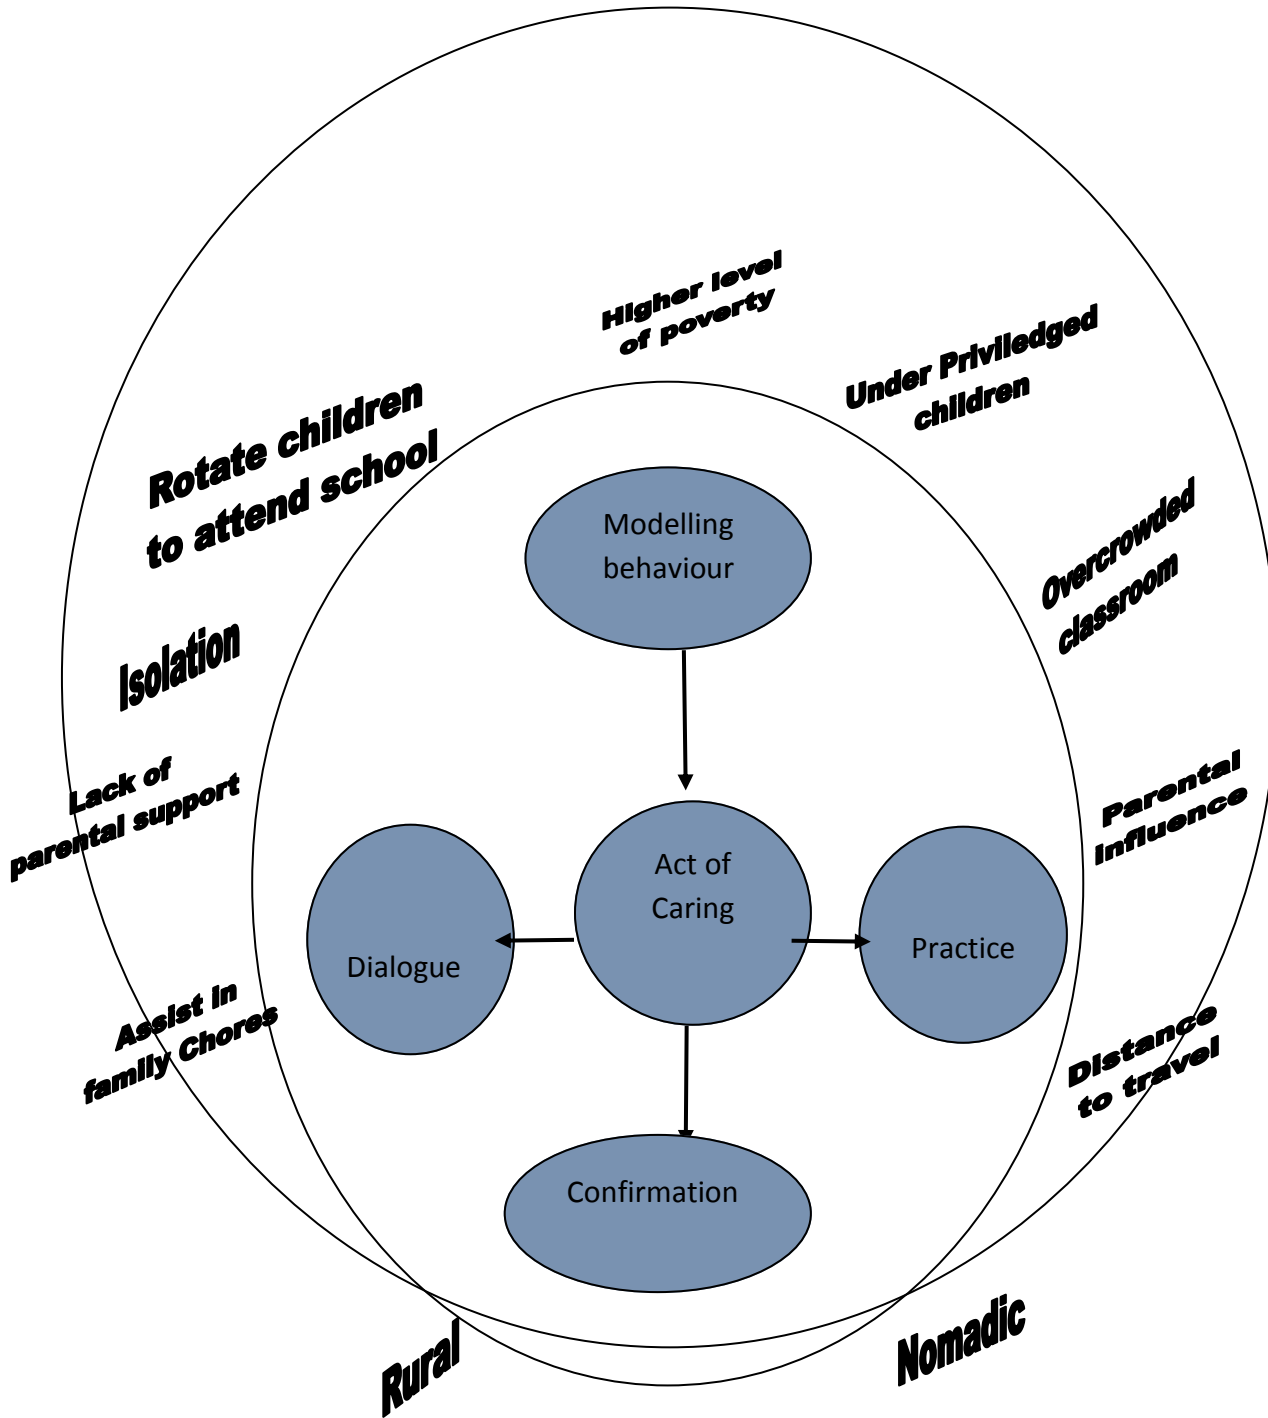 Higher level
of poverty
Under Priviledged
children
Rotate children
to attend school
Modelling
behaviour
Overcrowded
classroom
Isolation
Lack of
parental support
Parental
influence
Act of
Caring
Dialogue
Practice
Assist in
family Chores
Distance
to travel
Confirmation
Rural
Nomadic